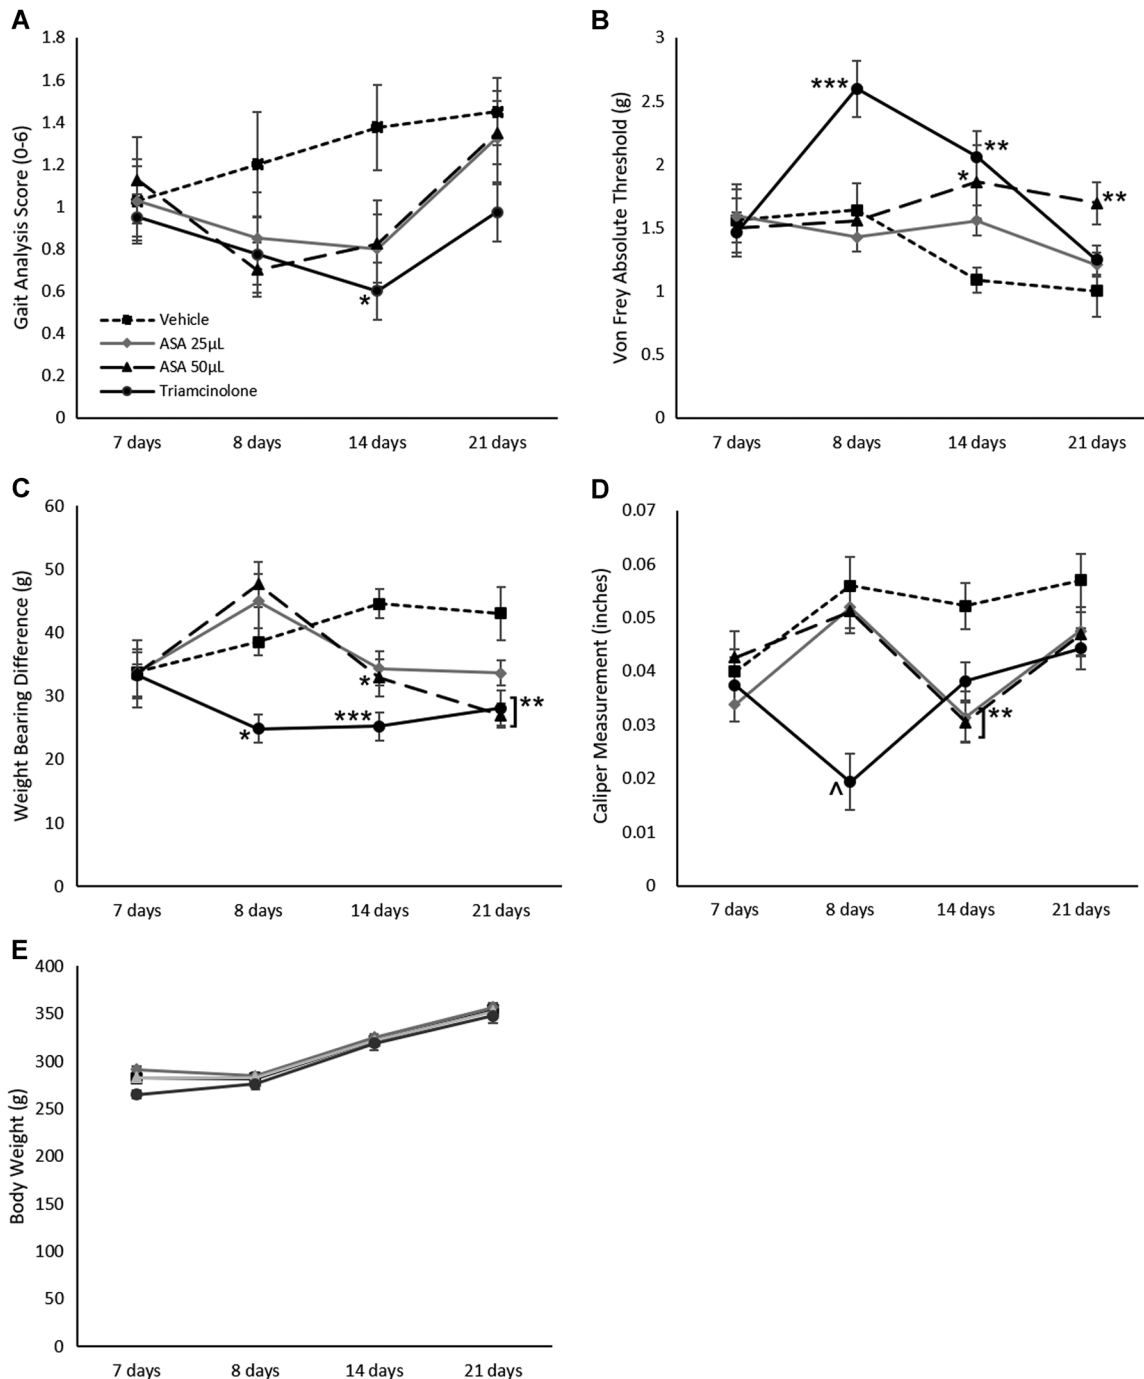 A
Gait Analysis Score (0-6)
1.8
1.6
1.4
1.2
1
0.8
0.6
0.4
0.2
0
*
Vehicle
ASA 25µL
ASA 50µL
Triamcinolone
7 days 8 days 14 days 21 days
B
Von Frey Absolute Threshold (g)
3
2.5
2
1.5
1
0.5
0
***
**
*
**
7 days 8 days 14 days 21 days
C
Weight Bearing Difference (g)
60
50
40
30
20
10
0
*
***
*
]**
7 days 8 days 14 days 21 days
D
Caliper Measurement (inches)
0.07
0.06
0.05
0.04
0.03
0.02
0.01
0
^
]**
7 days 8 days 14 days 21 days
E
Body Weight (g)
400
350
300
250
200
150
100
50
0
7 days 8 days 14 days 21 days